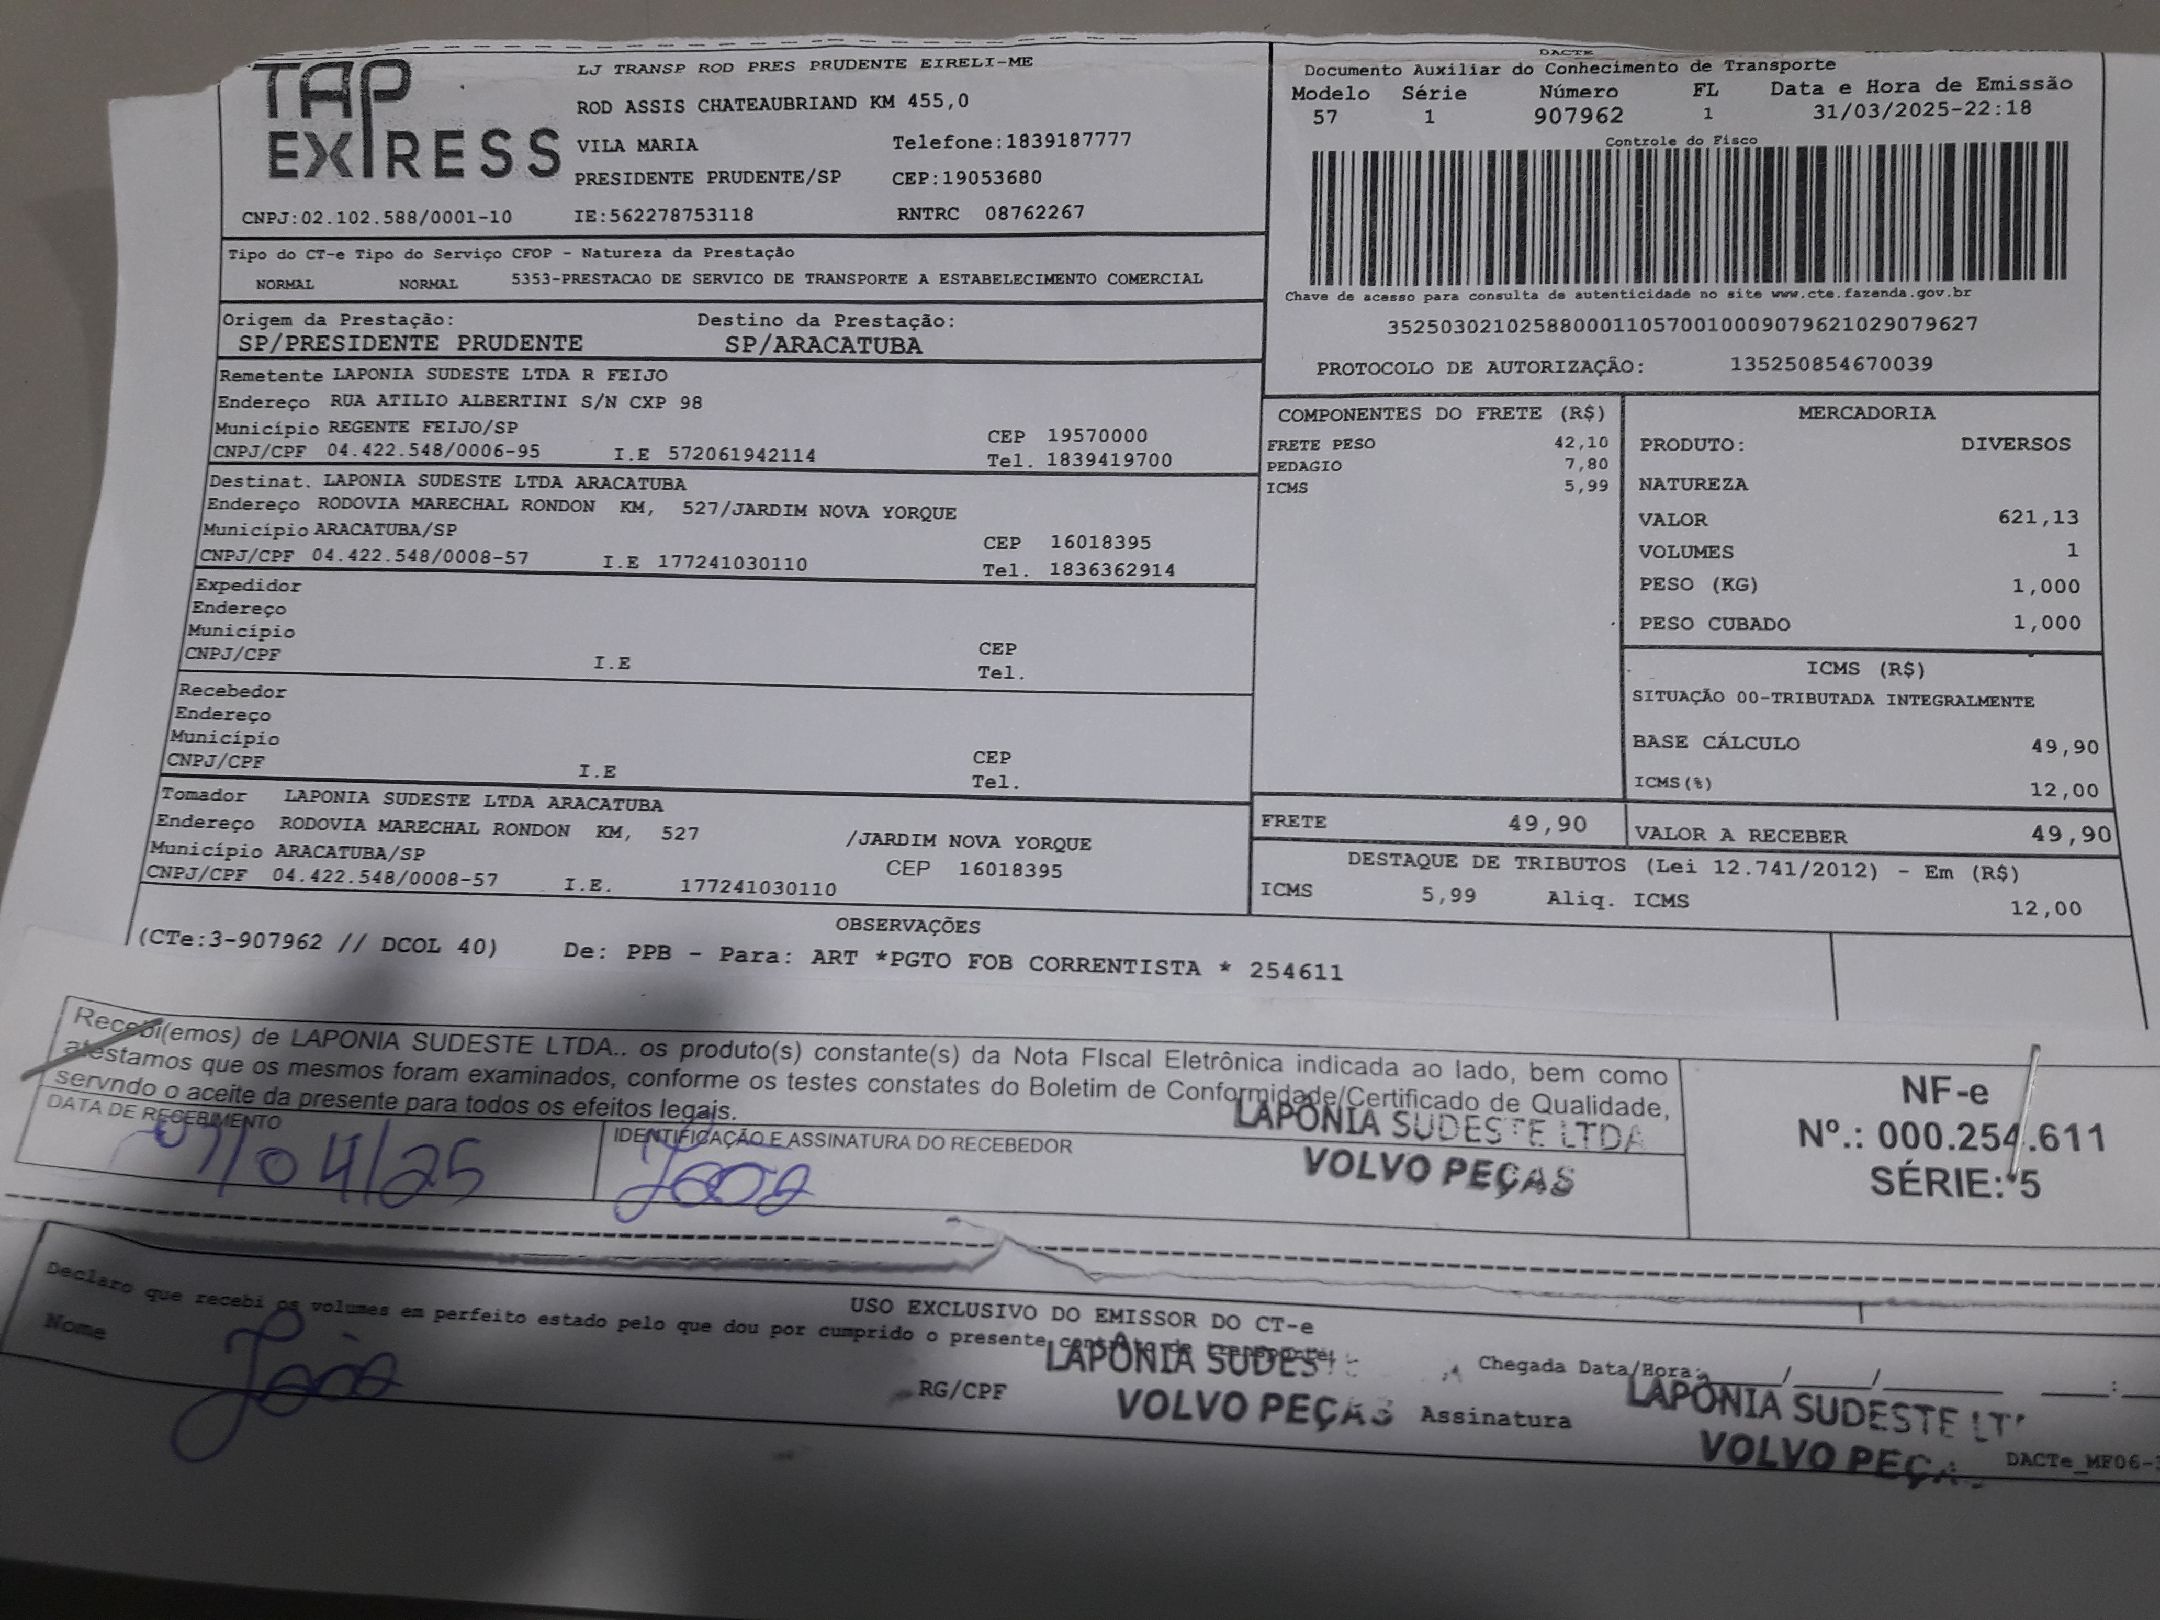 TAP EXPRESS
LJ TRANSP ROD PRES PRUDENTE EIRELI-ME
ROD ASSIS CHATEAUBRIAND KM 455,0
VILA MARIA Telefone:1839187777
PRESIDENTE PRUDENTE/SP CEP:19053680
CNPJ:02.102.588/0001-10 IE:562278753118 RNTRC 08762267
DACTE
Documento Auxiliar do Conhecimento de Transporte
Modelo Série Número FL Data e Hora de Emissão
57 1 907962 1 31/03/2025-22:18
Controle do Fisco
Chave de acesso para consulta de autenticidade no site www.cte.fazenda.gov.br
35250302102588000110570010009079621029079627
PROTOCOLO DE AUTORIZAÇÃO: 135250854670039
Tipo do CT-e Tipo do Serviço CFOP - Natureza da Prestação
NORMAL NORMAL 5353-PRESTACAO DE SERVICO DE TRANSPORTE A ESTABELECIMENTO COMERCIAL
Origem da Prestação: Destino da Prestação:
SP/PRESIDENTE PRUDENTE SP/ARACATUBA
Remetente LAPONIA SUDESTE LTDA R FEIJO
Endereço RUA ATILIO ALBERTINI S/N CXP 98
Município REGENTE FEIJO/SP CEP 19570000
CNPJ/CPF 04.422.548/0006-95 I.E 572061942114 Tel. 1839419700
Destinat. LAPONIA SUDESTE LTDA ARACATUBA
Endereço RODOVIA MARECHAL RONDON KM, 527/JARDIM NOVA YORQUE
Município ARACATUBA/SP CEP 16018395
CNPJ/CPF 04.422.548/0008-57 I.E 177241030110 Tel. 1836362914
Expedidor
Endereço
Município CEP
CNPJ/CPF I.E Tel.
Recebedor
Endereço
Município CEP
CNPJ/CPF I.E Tel.
Tomador LAPONIA SUDESTE LTDA ARACATUBA
Endereço RODOVIA MARECHAL RONDON KM, 527 /JARDIM NOVA YORQUE
Município ARACATUBA/SP CEP 16018395
CNPJ/CPF 04.422.548/0008-57 I.E. 177241030110
COMPONENTES DO FRETE (R$)
FRETE PESO 42,10
PEDAGIO 7,80
ICMS 5,99
MERCADORIA
PRODUTO: DIVERSOS
NATUREZA
VALOR 621,13
VOLUMES 1
PESO (KG) 1,000
PESO CUBADO 1,000
ICMS (R$)
SITUAÇÃO 00-TRIBUTADA INTEGRALMENTE
BASE CÁLCULO 49,90
ICMS(%) 12,00
FRETE 49,90 VALOR A RECEBER 49,90
DESTAQUE DE TRIBUTOS (Lei 12.741/2012) - Em (R$)
ICMS 5,99 Aliq. ICMS 12,00
OBSERVAÇÕES
(CTe:3-907962 // DCOL 40) De: PPB - Para: ART *PGTO FOB CORRENTISTA * 254611
Recebi(emos) de LAPONIA SUDESTE LTDA.. os produto(s) constante(s) da Nota FIscal Eletrônica indicada ao lado, bem como
atestamos que os mesmos foram examinados, conforme os testes constates do Boletim de Conformidade/Certificado de Qualidade,
servndo o aceite da presente para todos os efeitos legais.
DATA DE RECEBIMENTO IDENTIFICAÇÃO E ASSINATURA DO RECEBEDOR
/04/25 João
LAPÔNIA SUDESTE LTDA
VOLVO PEÇAS
NF-e
Nº.: 000.254.611
SÉRIE: 5
USO EXCLUSIVO DO EMISSOR DO CT-e
Declaro que recebi os volumes em perfeito estado pelo que dou por cumprido o presente contrato de transporte.
Nome João RG/CPF Assinatura
Chegada Data/Hora: / / :
LAPÔNIA SUDES
VOLVO PEÇAS
LAPÔNIA SUDESTE LT
VOLVO PEÇA
DACTe_MF06-